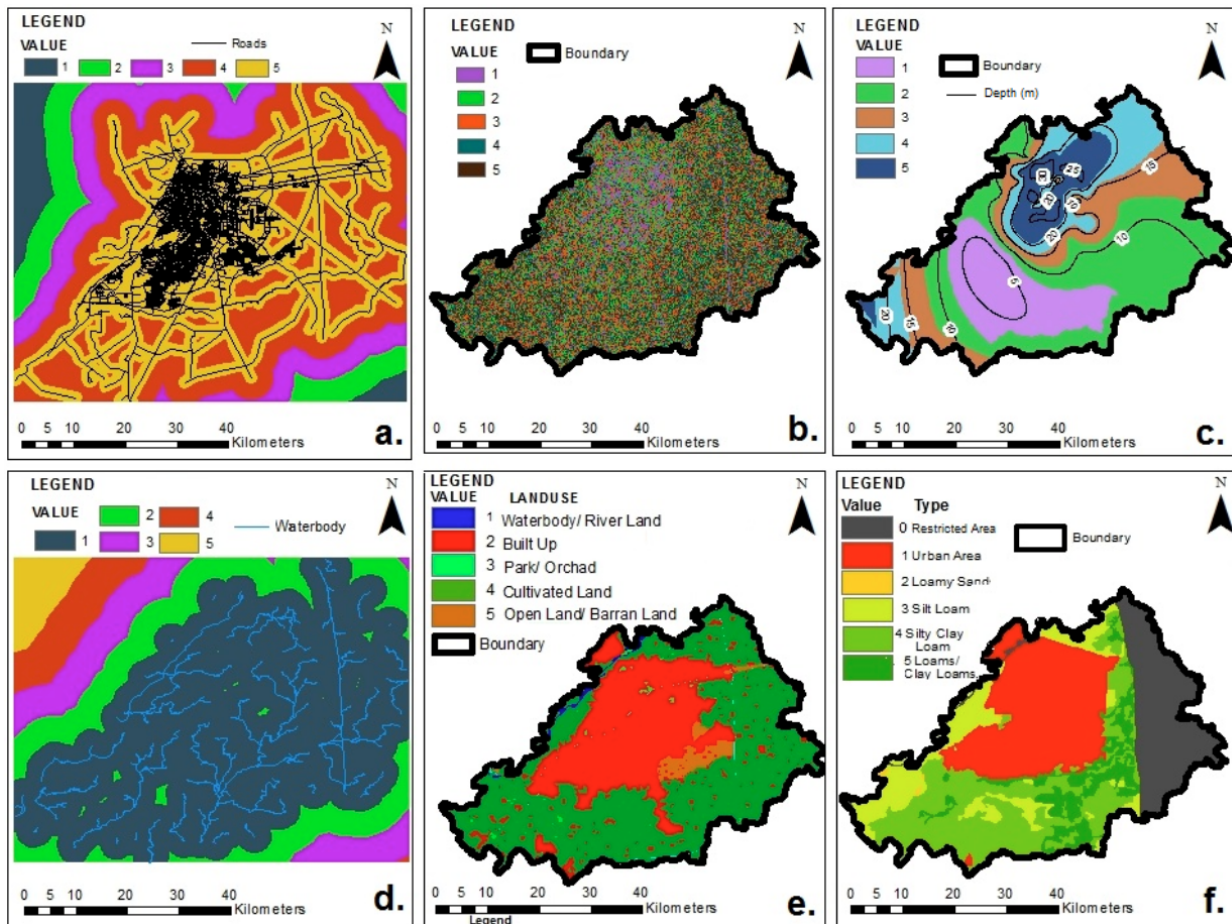 LEGEND
N
VALUE
Roads
1 2 3 4 5
0 5 10 20 30 40
Kilometers
a.
LEGEND
N
VALUE
Boundary
1
2
3
4
5
0 5 10 20 30 40
Kilometers
b.
LEGEND
N
VALUE
Boundary
1
Depth (m)
2
3
4
5
15
20
20
10
5
10
15
20
0 5 10 20 30 40
Kilometers
c.
LEGEND
N
VALUE
2 4
Waterbody
1 3 5
0 5 10 20 30 40
Kilometers
d.
LEGEND
N
VALUE LANDUSE
1 Waterbody/ River Land
2 Built Up
3 Park/ Orchad
4 Cultivated Land
5 Open Land/ Barran Land
Boundary
0 5 10 20 30 40
Kilometers
Legend
e.
LEGEND
N
Value Type
0 Restricted Area
Boundary
1 Urban Area
2 Loamy Sand
3 Silt Loam
4 Silty Clay
Loam
5 Loams/
Clay Loams
0 5 10 20 30 40
Kilometers
f.